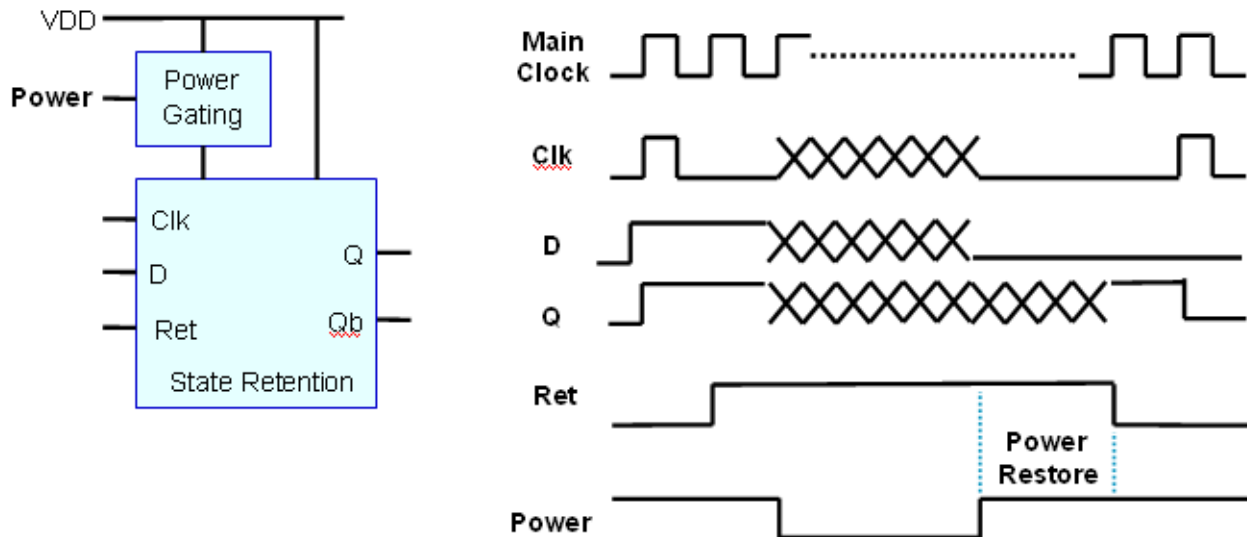 VDD
Power
Gating
Power
Clk
D
Ret
Q
Qb
State Retention
Main
Clock
Clk
D
Q
Ret
Power
Restore
Power